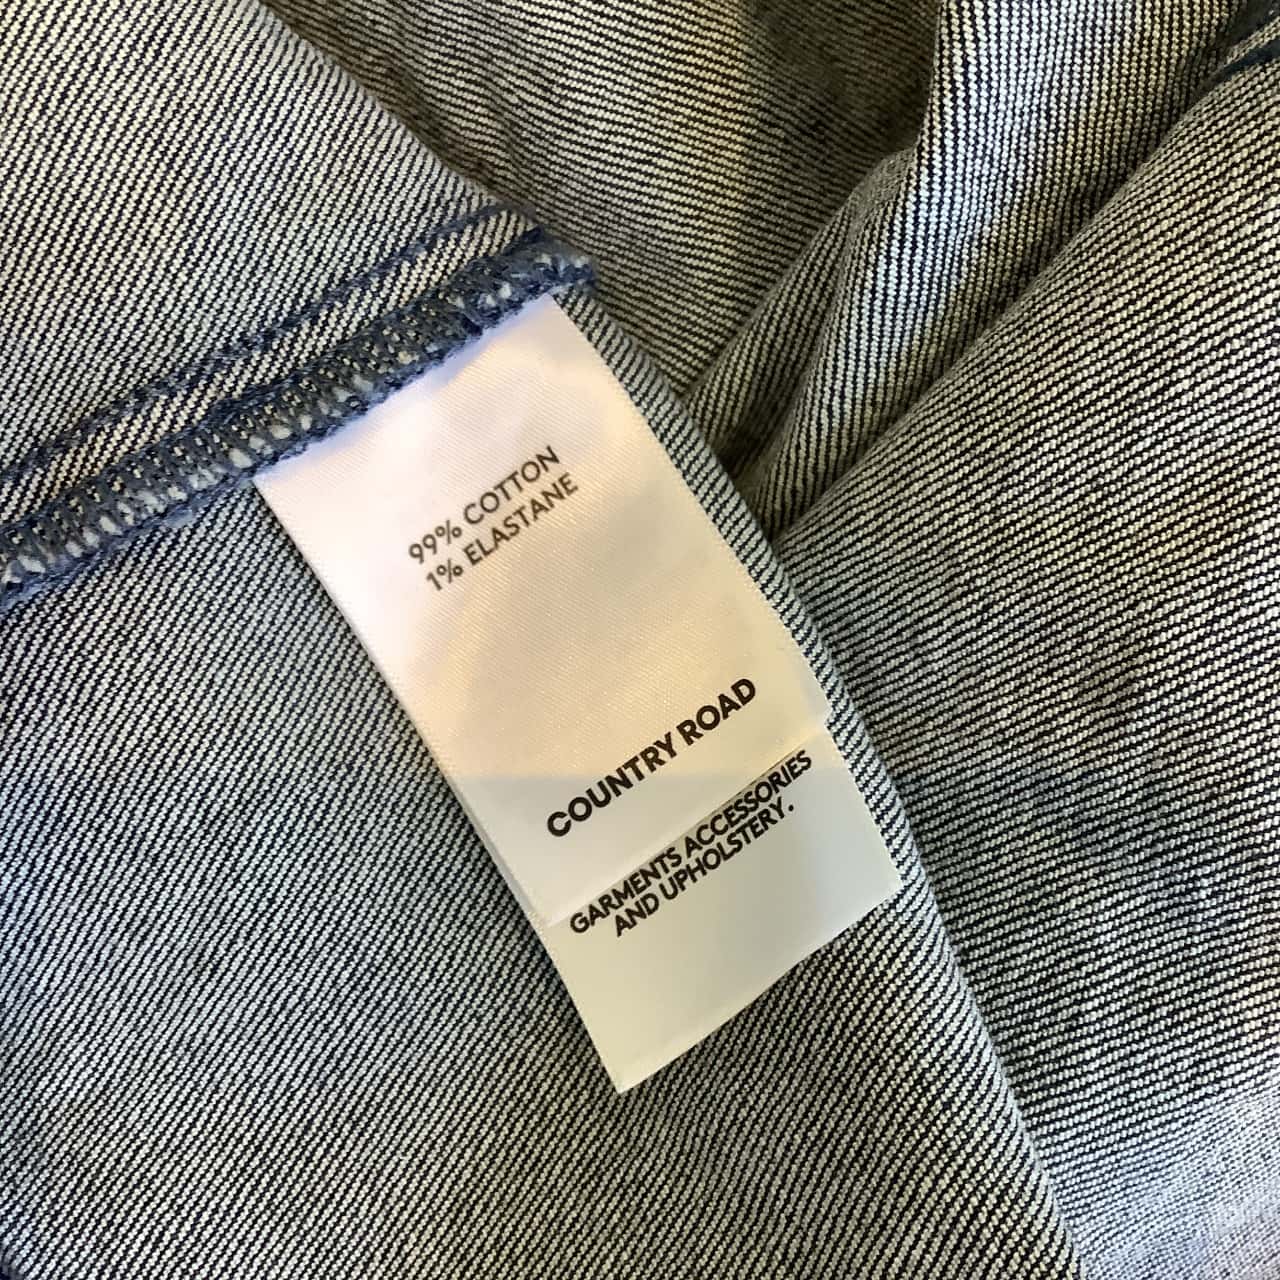 99% COTTON
1% ELASTANE
COUNTRY ROAD
GARMENTS ACCESSORIES
AND UPHOLSTERY.